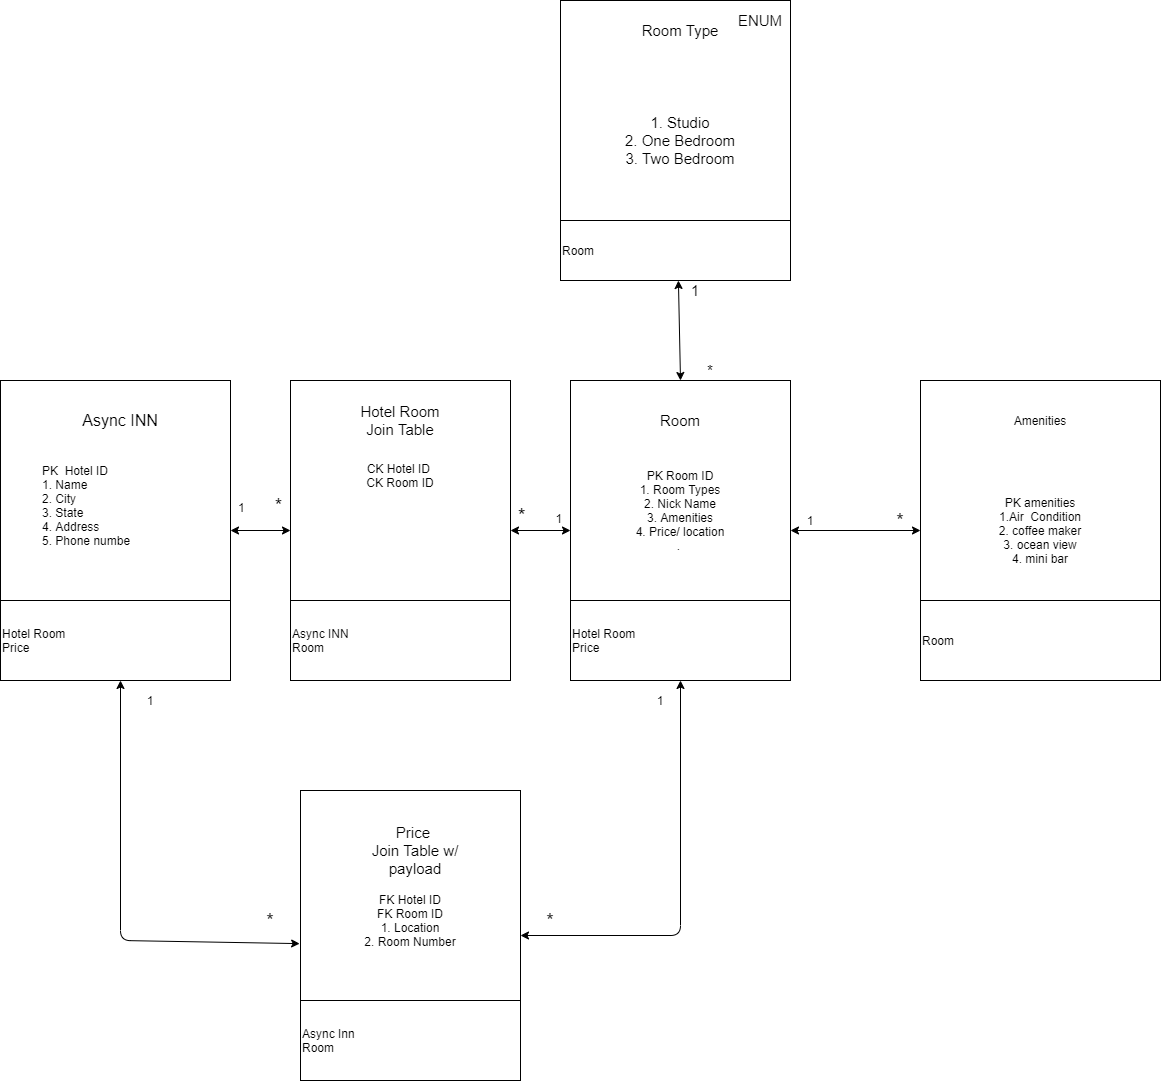 ENUM
Room Type
1. Studio
2. One Bedroom
3. Two Bedroom
Room
1
*
Async INN
PK  Hotel ID
1. Name
2. City
3. State
4. Address
5. Phone numbe
Hotel Room
Price
1
*
Hotel Room
Join Table
CK Hotel ID
CK Room ID
Async INN
Room
*
1
Room
PK Room ID
1. Room Types
2. Nick Name
3. Amenities
4. Price/ location
.
Hotel Room
Price
1
*
Amenities
PK amenities
1.Air  Condition
2. coffee maker
3. ocean view
4. mini bar
Room
1
1
*
*
Price
Join Table w/
payload
FK Hotel ID
FK Room ID
1. Location
2. Room Number
Async Inn
Room